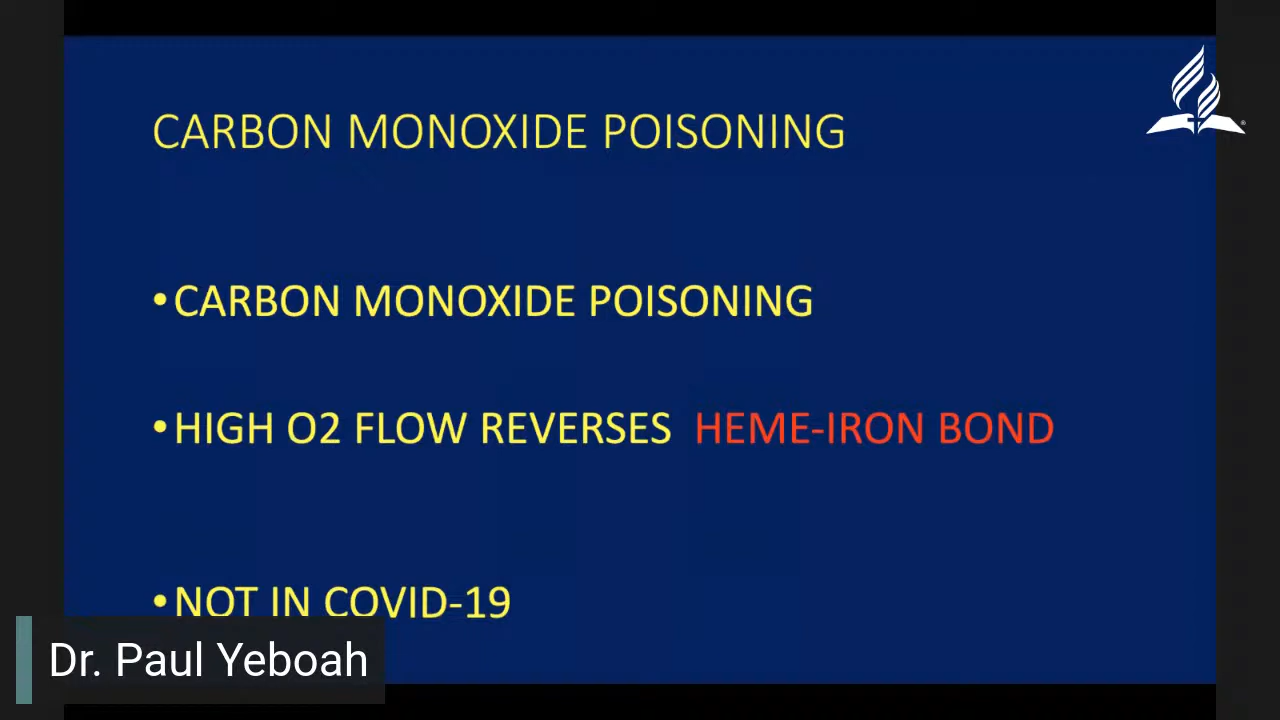 CARBON MONOXIDE POISONING
•CARBON MONOXIDE POISONING
•HIGH O2 FLOW REVERSES HEME-IRON BOND
•NOT IN COVID-19
Dr. Paul Yeboah